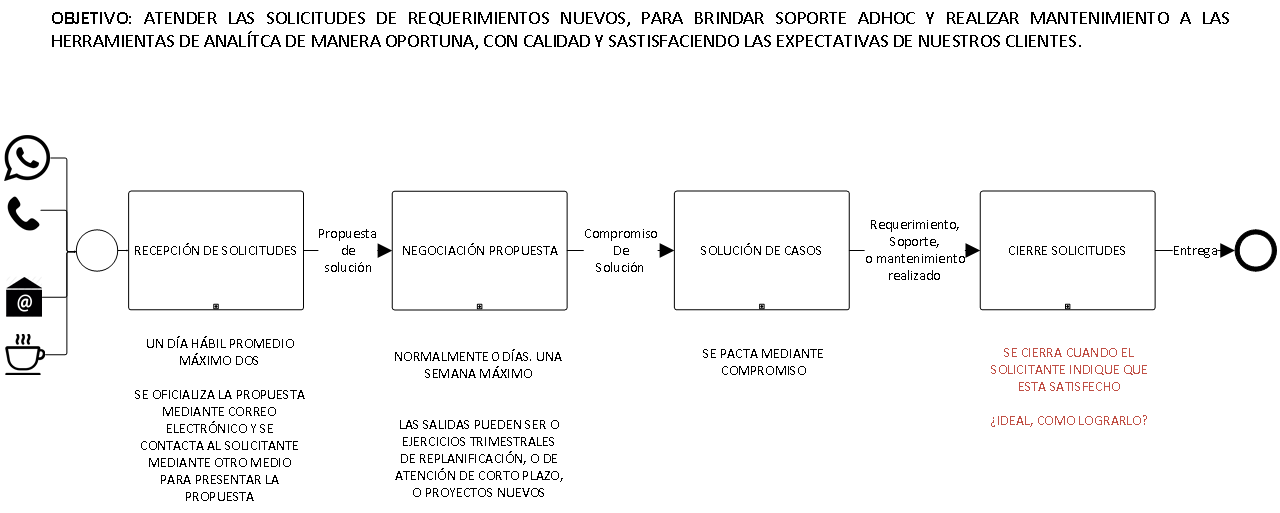 OBJETIVO: ATENDER LAS SOLICITUDES DE REQUERIMIENTOS NUEVOS, PARA BRINDAR SOPORTE ADHOC Y REALIZAR MANTENIMIENTO A LAS
HERRAMIENTAS DE ANALÍTCA DE MANERA OPORTUNA, CON CALIDAD Y SASTISFACIENDO LAS EXPECTATIVAS DE NUESTROS CLIENTES.
@
RECEPCIÓN DE SOLICITUDES
UN DÍA HÁBIL PROMEDIO
MÁXIMO DOS
SE OFICIALIZA LA PROPUESTA
MEDIANTE CORREO
ELECTRÓNICO Y SE
CONTACTA AL SOLICITANTE
MEDIANTE OTRO MEDIO
PARA PRESENTAR LA
PROPUESTA
Propuesta
de
solución
NEGOCIACIÓN PROPUESTA
NORMALMENTE 0 DÍAS. UNA
SEMANA MÁXIMO
LAS SALIDAS PUEDEN SER O
EJERCICIOS TRIMESTRALES
DE REPLANIFICACIÓN, O DE
ATENCIÓN DE CORTO PLAZO,
O PROYECTOS NUEVOS
Compromiso
De
Solución
SOLUCIÓN DE CASOS
SE PACTA MEDIANTE
COMPROMISO
Requerimiento,
Soporte,
o mantenimiento
realizado
CIERRE SOLICITUDES
SE CIERRA CUANDO EL
SOLICITANTE INDIQUE QUE
ESTA SATISFECHO
¿IDEAL, COMO LOGRARLO?
Entrega